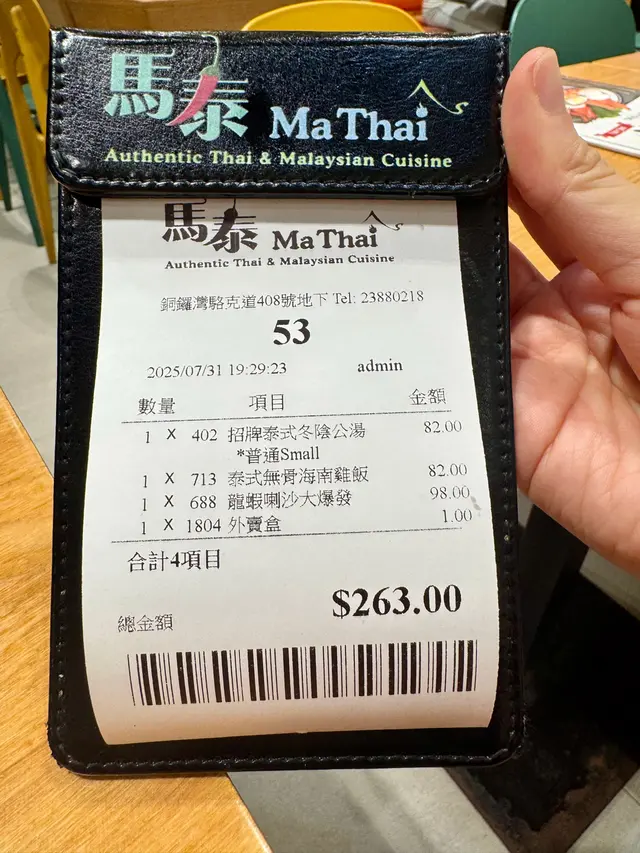 馬泰 MaThai
Authentic Thai & Malaysian Cuisine
馬泰 MaThai
Authentic Thai & Malaysian Cuisine
銅鑼灣駱克道408號地下 Tel: 23880218
53
2025/07/31 19:29:23 admin
數量 項目 金額
1 X 402 招牌泰式冬陰公湯 82.00
*普通Small
1 X 713 泰式無骨海南雞飯 82.00
1 X 688 龍蝦喇沙大爆發 98.00
1 X 1804 外賣盒 1.00
合計4項目
總金額 $263.00